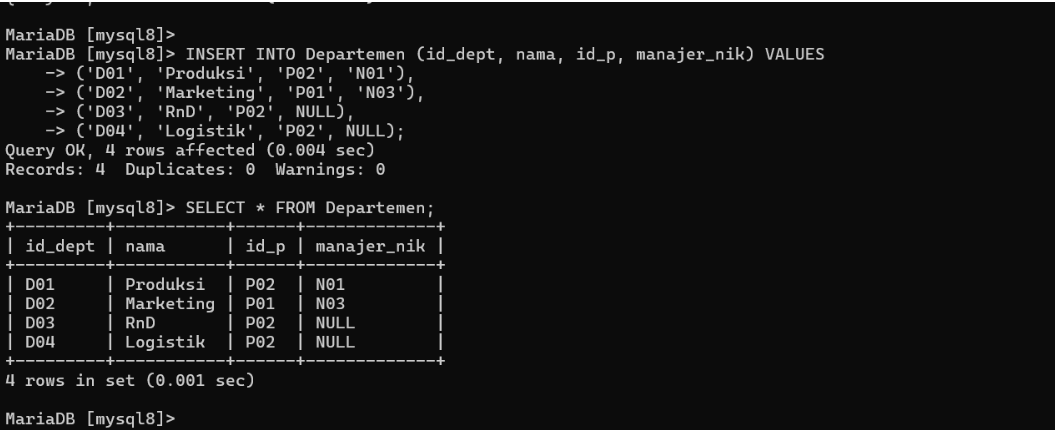 MariaDB [mysql8]>
MariaDB [mysql8]> INSERT INTO Departemen (id_dept, nama, id_p, manajer_nik) VALUES
    -> ('D01', 'Produksi', 'P02', 'N01'),
    -> ('D02', 'Marketing', 'P01', 'N03'),
    -> ('D03', 'RnD', 'P02', NULL),
    -> ('D04', 'Logistik', 'P02', NULL);
Query OK, 4 rows affected (0.004 sec)
Records: 4  Duplicates: 0  Warnings: 0
MariaDB [mysql8]> SELECT * FROM Departemen;
+---------+-----------+------+-------------+
| id_dept | nama      | id_p | manajer_nik |
+---------+-----------+------+-------------+
| D01     | Produksi  | P02  | N01         |
| D02     | Marketing | P01  | N03         |
| D03     | RnD       | P02  | NULL        |
| D04     | Logistik  | P02  | NULL        |
+---------+-----------+------+-------------+
4 rows in set (0.001 sec)
MariaDB [mysql8]>